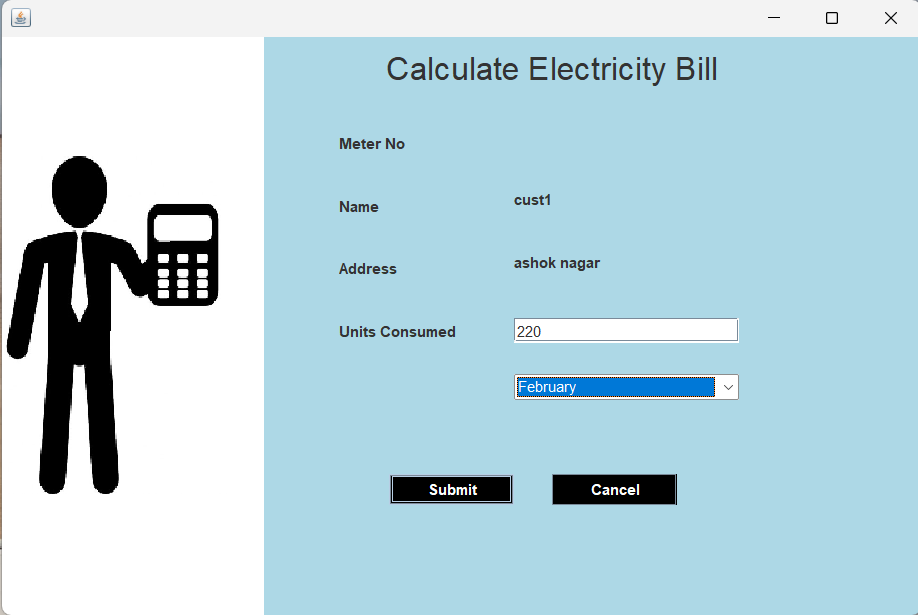 Calculate Electricity Bill
Meter No
Name cust1
Address ashok nagar
Units Consumed 220
February
Submit Cancel